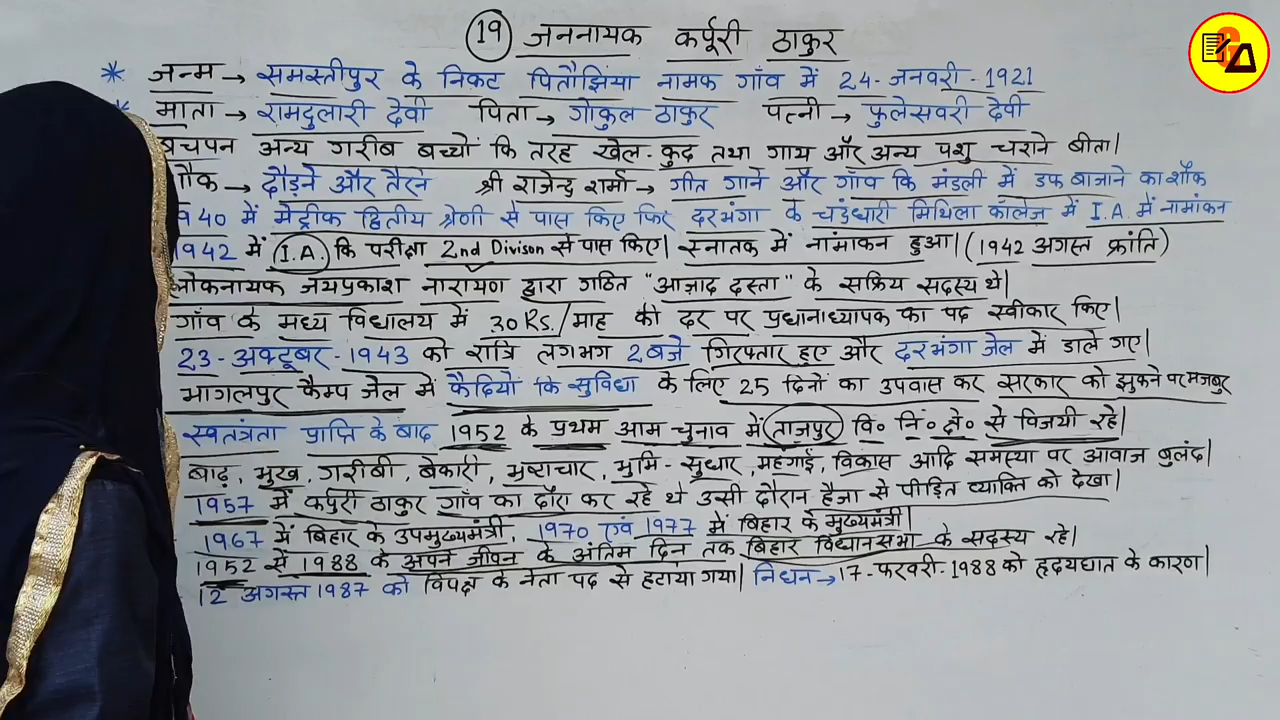 19 जननायक कर्पूरी ठाकुर
* जन्म → समस्तीपुर के निकट पितौझिया नामक गाँव में 24-जनवरी-1921
* माता → रामदुलारी देवी पिता → गोकुल ठाकुर पत्नी → फुलेसवरी देवी
बचपन अन्य गरीब बच्चों कि तरह खेल-कुद तथा गाय और अन्य पशु चराने बीता।
→ दौड़ने और तैरने श्री राजेन्द्र शर्मा → गीत गाने और गाँव कि मंडली में डफ बाजाने का शौक
940 में मेट्रीक द्वितीय श्रेणी से पास किए फिर दरभंगा के चंद्रधारी मिथिला कॉलेज में I.A. में नामांकन
1942 में I.A. कि परीक्षा 2nd Divison से पास किए। स्नातक में नामांकन हुआ। (1942 अगस्त क्रांति)
लोकनायक जयप्रकाश नारायण द्वारा गठित "आज़ाद दस्ता" के सक्रिय सदस्य थे।
गाँव के मध्य विद्यालय में 30 Rs./माह की दर पर प्रधानाध्यापक का पद स्वीकार किए।
23-अक्टूबर-1943 को रात्रि लगभग 2 बजे गिरफ्तार हुए और दरभंगा जेल में डाले गए।
भागलपुर कैम्प जेल में कैदियों कि सुविधा के लिए 25 दिनों का उपवास कर सरकार को झुकने पर मजबुर
स्वतंत्रता प्राप्ति के बाद 1952 के प्रथम आम चुनाव में ताजपुर वि० नि० क्षे० से विजयी रहे।
बाढ़, भुख, गरीबी, बेकारी, भ्रष्टाचार, भुमि-सुधार, महगाई, विकास आदि समस्या पर आवाज बुलंद।
1957 में कर्पुरी ठाकुर गाँव का दौरा कर रहे थे उसी दौरान हैजा से पीड़ित व्यक्ति को देखा।
1967 में बिहार के उपमुख्यमंत्री, 1970 एवं 1977 में बिहार के मुख्यमंत्री।
1952 से 1988 के अपने जीवन के अंतिम दिन तक बिहार विधानसभा के सदस्य रहे।
12 अगस्त 1987 को विपक्ष के नेता पद से हटाया गया। निधन → 17-फरवरी-1988 को हृदयघात के कारण।